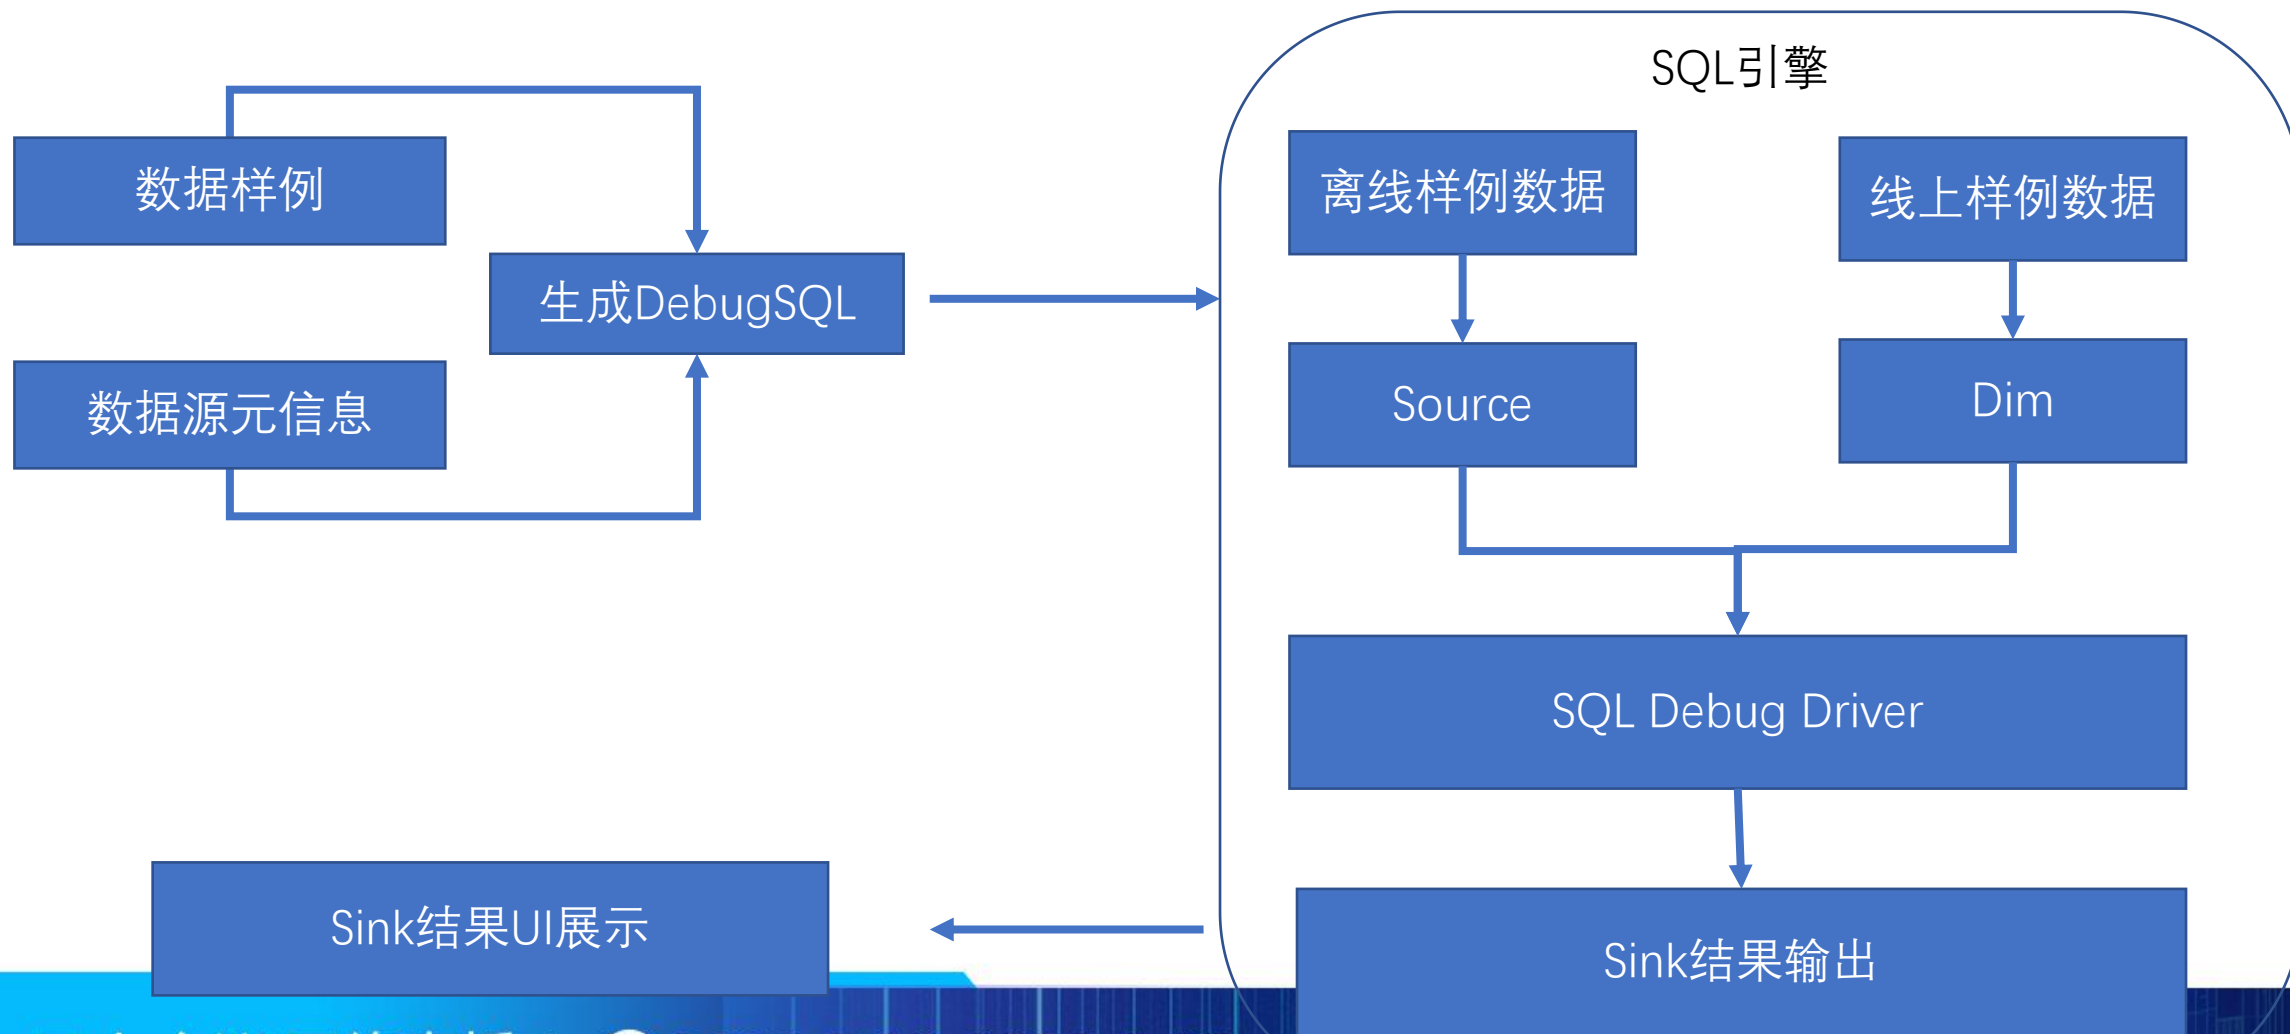 SQL引擎
数据样例
离线样例数据
线上样例数据
生成DebugSQL
数据源元信息
Source
Dim
SQL Debug Driver
Sink结果UI展示
Sink结果输出